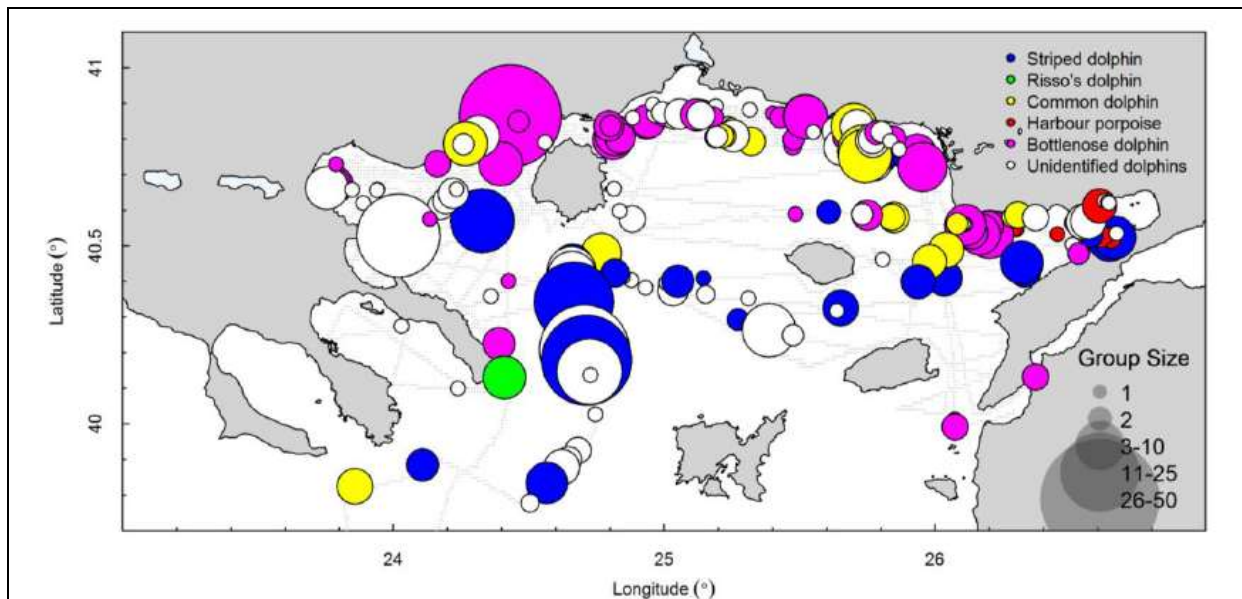 41
40.5
40
Latitude (°)
Striped dolphin
Risso's dolphin
Common dolphin
Harbour porpoise
Bottlenose dolphin
Unidentified dolphins
Group Size
1
2
3-10
11-25
26-50
24
25
26
Longitude (°)